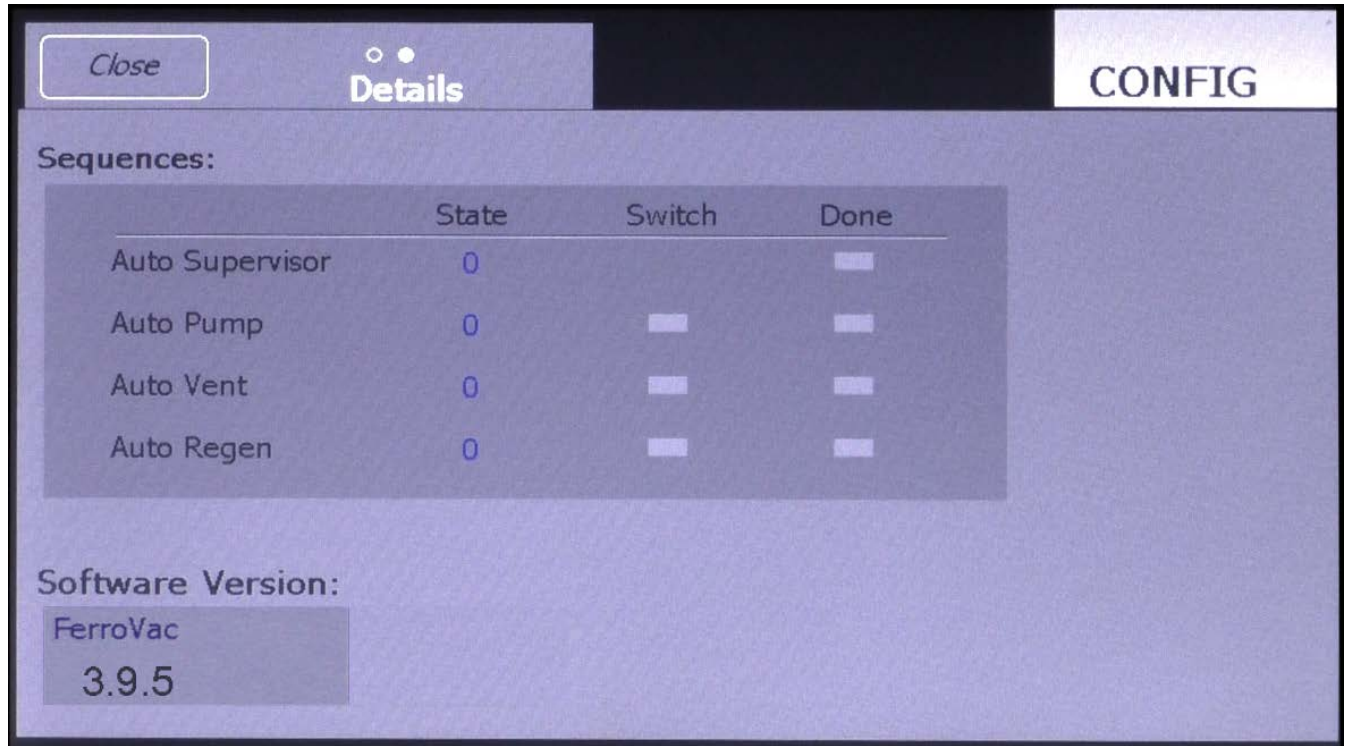 Close
Details
CONFIG
Sequences:
State Switch Done
Auto Supervisor 0
Auto Pump 0
Auto Vent 0
Auto Regen 0
Software Version:
FerroVac
3.9.5